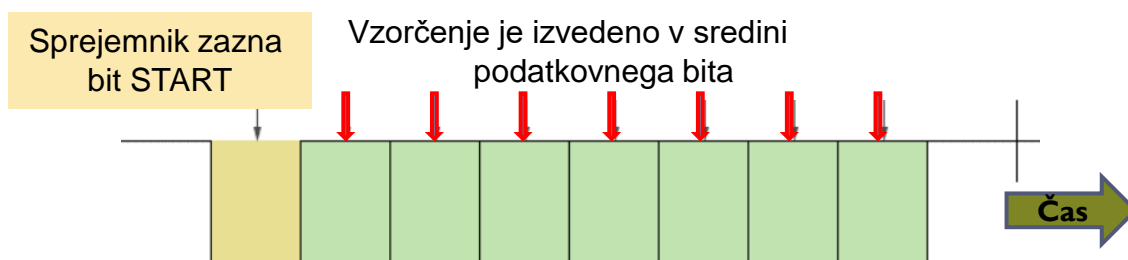 Sprejemnik zazna
bit START
Vzorčenje je izvedeno v sredini
podatkovnega bita
Čas